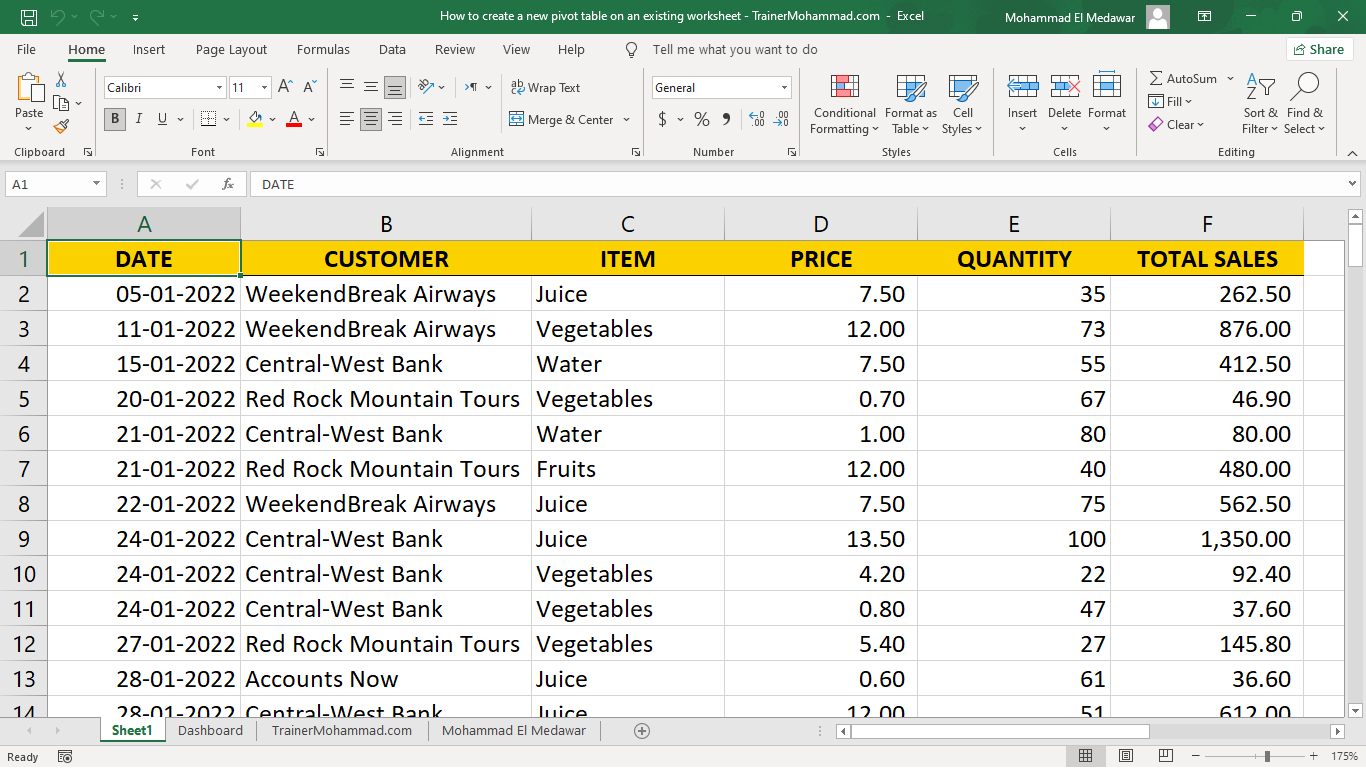 How to create a new pivot table on an existing worksheet - TrainerMohammad.com - Excel
Mohammad El Medawar
File Home Insert Page Layout Formulas Data Review View Help Tell me what you want to do Share
Paste
Calibri 11
B I U A
ab Wrap Text
Merge & Center
General
$ % 9 .00
Conditional Formatting
Format as Table
Cell Styles
Insert Delete Format
AutoSum
Fill
Clear
Sort & Filter
Find & Select
Clipboard Font Alignment Number Styles Cells Editing
A1 fx DATE
A B C D E F
1 DATE CUSTOMER ITEM PRICE QUANTITY TOTAL SALES
2 05-01-2022 WeekendBreak Airways Juice 7.50 35 262.50
3 11-01-2022 WeekendBreak Airways Vegetables 12.00 73 876.00
4 15-01-2022 Central-West Bank Water 7.50 55 412.50
5 20-01-2022 Red Rock Mountain Tours Vegetables 0.70 67 46.90
6 21-01-2022 Central-West Bank Water 1.00 80 80.00
7 21-01-2022 Red Rock Mountain Tours Fruits 12.00 40 480.00
8 22-01-2022 WeekendBreak Airways Juice 7.50 75 562.50
9 24-01-2022 Central-West Bank Juice 13.50 100 1,350.00
10 24-01-2022 Central-West Bank Vegetables 4.20 22 92.40
11 24-01-2022 Central-West Bank Vegetables 0.80 47 37.60
12 27-01-2022 Red Rock Mountain Tours Vegetables 5.40 27 145.80
13 28-01-2022 Accounts Now Juice 0.60 61 36.60
14 28-01-2022 Central-West Bank Juice 12.00 51 612.00
Sheet1 Dashboard TrainerMohammad.com Mohammad El Medawar
Ready 175%